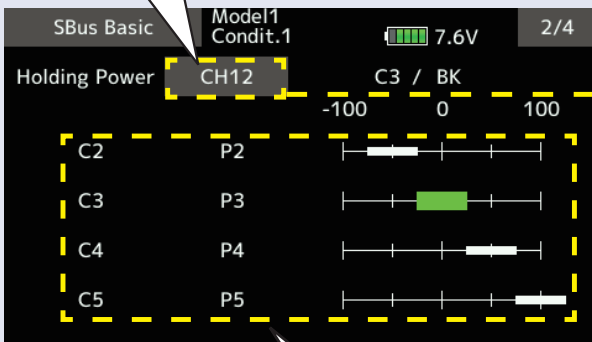 SBus Basic Model1 7.6V 2/4
Condit.1
Holding Power CH12 C3 / BK
-100 0 100
C2 P2
C3 P3
C4 P4
C5 P5